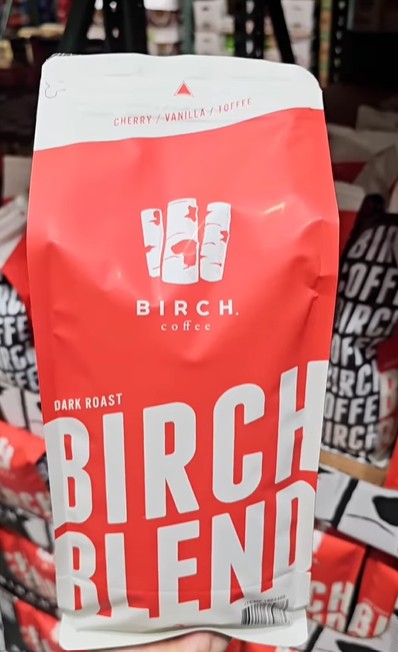 CHERRY / VANILLA / TOFFEE
BIRCH.
coffee
DARK ROAST
BIRCH
BLEND